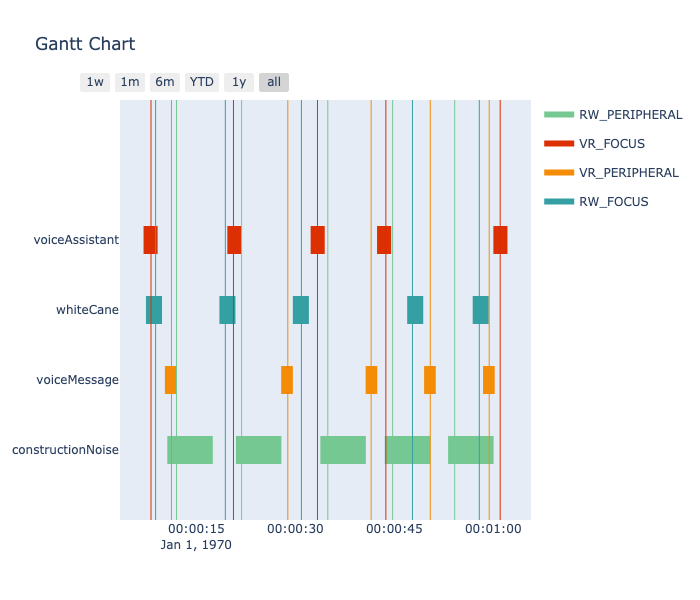 Gantt Chart
1w 1m 6m YTD 1y all
RW_PERIPHERAL
VR_FOCUS
VR_PERIPHERAL
RW_FOCUS
voiceAssistant
whiteCane
voiceMessage
constructionNoise
00:00:15 00:00:30 00:00:45 00:01:00
Jan 1, 1970